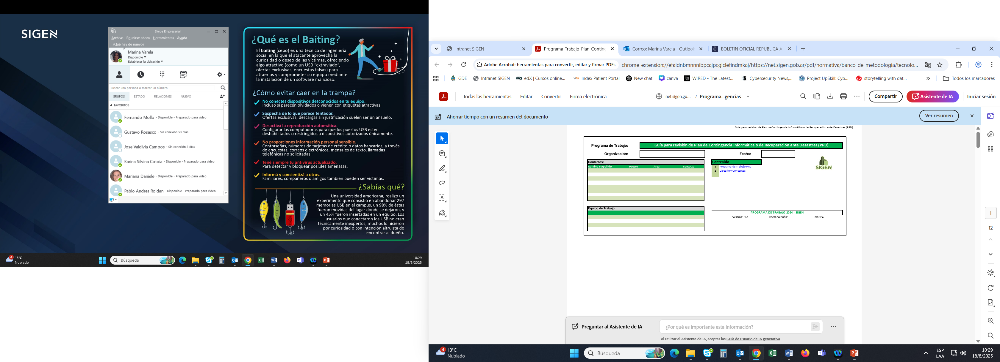 SIGEN
Skype Empresarial
Archivo Reunirse ahora Herramientas Ayuda
¿Qué hay de nuevo?
Marina Varela
Disponible
Establecer la ubicación
Buscar una persona o marcar un número
GRUPOS ESTADO RELACIONES NUEVO
FAVORITOS
Fernando Mollo - Disponible - Preparado para video
Gustavo Rosasco - Sin conexión 53 días
Jose Valdivia Campos - Sin conexión 3 días
Karina Silvina Cotoia - Disponible - Preparado para video
Mariana Daniele - Disponible - Preparado para video
Pablo Andres Roldan - Disponible - Preparado para video
¿Qué es el Baiting?
El baiting (cebo) es una técnica de ingeniería
social en la que el atacante aprovecha la
curiosidad o deseo de las víctimas, ofreciendo
algo atractivo (como un USB “extraviado”,
ofertas exclusivas, encuestas falsas) para
atraerlas y comprometer su equipo mediante
la instalación de un software malicioso.
¿Cómo evitar caer en la trampa?
No conectes dispositivos desconocidos en tu equipo.
Incluso si parecen olvidados o vienen con etiquetas atractivas.
Sospechá de lo que parece tentador.
Ofertas exclusivas, descargas sin justificación suelen ser un anzuelo.
Desactivá la reproducción automática.
Configurar las computadoras para que los puertos USB estén
deshabilitados o restringidos a dispositivos autorizados únicamente.
No proporciones información personal sensible.
Contraseñas, números de tarjetas de crédito o datos bancarios, a través
de encuestas, correos electrónicos, mensajes de texto, llamadas
telefónicas no solicitadas.
Tené siempre tu antivirus actualizado.
Para detectar y bloquear posibles amenazas.
Informá y concientizá a otros.
Familiares, compañeros o amigos también pueden ser víctimas.
¿Sabías qué?
Una universidad americana, realizó un
experimento que consistió en abandonar 297
memorias USB en el campus, un 98% de éstas
fueron movidas del lugar donde se dejaron, y
un 45% fueron insertadas en un equipo. Los
usuarios que conectaron los USB no eran
técnicamente inexpertos, muchos lo hicieron
por curiosidad o con intención altruista de
encontrar al dueño.
4
13°C
Nublado
Búsqueda
10:29
18/8/2025
Intranet SIGEN
Programa-Trabajo-Plan-Conting
Correo: Marina Varela - Outlook
BOLETIN OFICIAL REPUBLICA A
Adobe Acrobat: herramientas para convertir, editar y firmar PDFs
chrome-extension://efaidnbmnnnibpcajpcglclefindmkaj/https://net.sigen.gob.ar/pdf/normativa/banco-de-metodologia/tecnolo...
GDE Intranet SIGEN edX | Cursos online... Index Patient Portal New chat canva WIRED - The Latest... Cybersecurity News,... Project UpSkill: Cyb... storytelling with dat... » Todos los marcadores
Todas las herramientas Editar Convertir Firma electrónica
net.sigen.go... / Programa...gencias
Compartir Asistente de IA Iniciar sesión
Ahorrar tiempo con un resumen del documento
Ver resumen
Guía para revisión de Plan de Contingencia Informática o de Recuperación ante Desastres (PRD)
Programa de Trabajo: Guía para revisión de Plan de Contingencia Informática o de Recuperación ante Desastres (PRD)
Organización: Fecha:
Contactos:
Nombre y Apellido Puesto Área Contacto
Contenido
1 Programa de Trabajo PRD
2 Glosario y Conceptos
SIGEN
Equipo de Trabajo:
PROGRAMA DE TRABAJO 2024 - SIGEN
Versión: 1.0 Fecha Versión: mar-24
1
12
Preguntar al Asistente de IA
¿Por qué es importante esta información?
Al utilizar el Asistente de IA, aceptas las Guía de usuario de IA generativa
4
13°C
Nublado
Búsqueda
ESP
LAA
10:29
18/8/2025